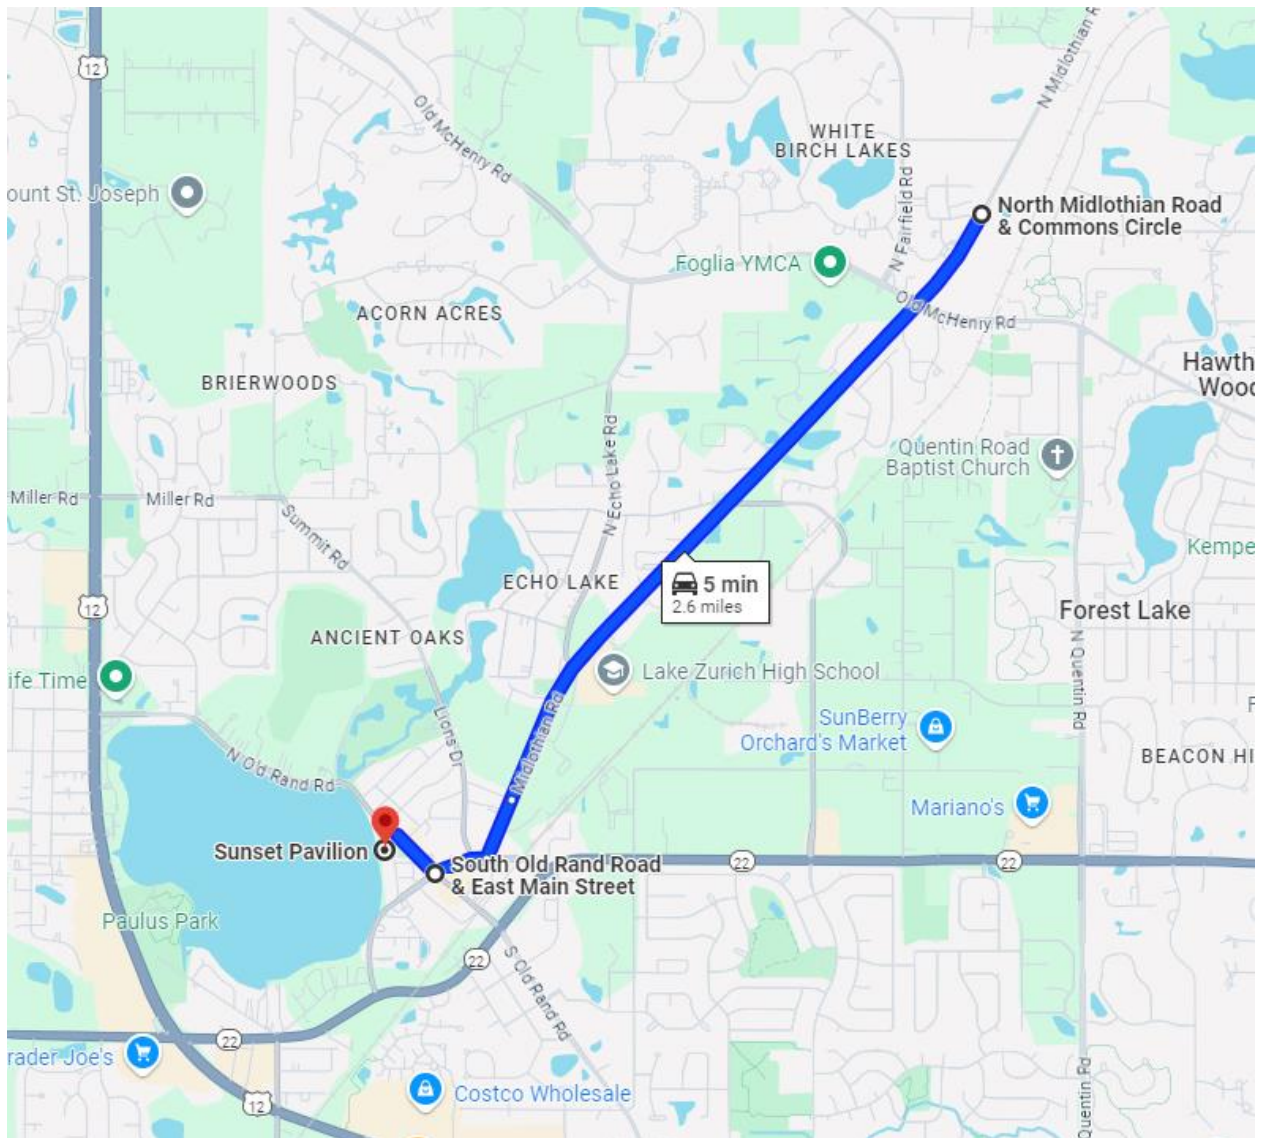 12
N Midlothian R
Old McHenry Rd
WHITE
BIRCH LAKES
ount St. Joseph
N Fairfield Rd
North Midlothian Road
& Commons Circle
Foglia YMCA
Old McHenry Rd
ACORN ACRES
Hawth
Wood
BRIERWOODS
N Echo Lake Rd
Quentin Road
Baptist Church
Miller Rd
Miller Rd
Summit Rd
Kempe
ECHO LAKE
5 min
2.6 miles
12
Forest Lake
ANCIENT OAKS
N Quentin Rd
ife Time
Lake Zurich High School
Lions Dr
Midlothian Rd
SunBerry
Orchard's Market
F
N Old Rand Rd
BEACON HI
Mariano's
Sunset Pavilion
South Old Rand Road
& East Main Street
22
22
Paulus Park
22
S Old Rand Rd
22
rader Joe's
Costco Wholesale
12
Quentin Rd